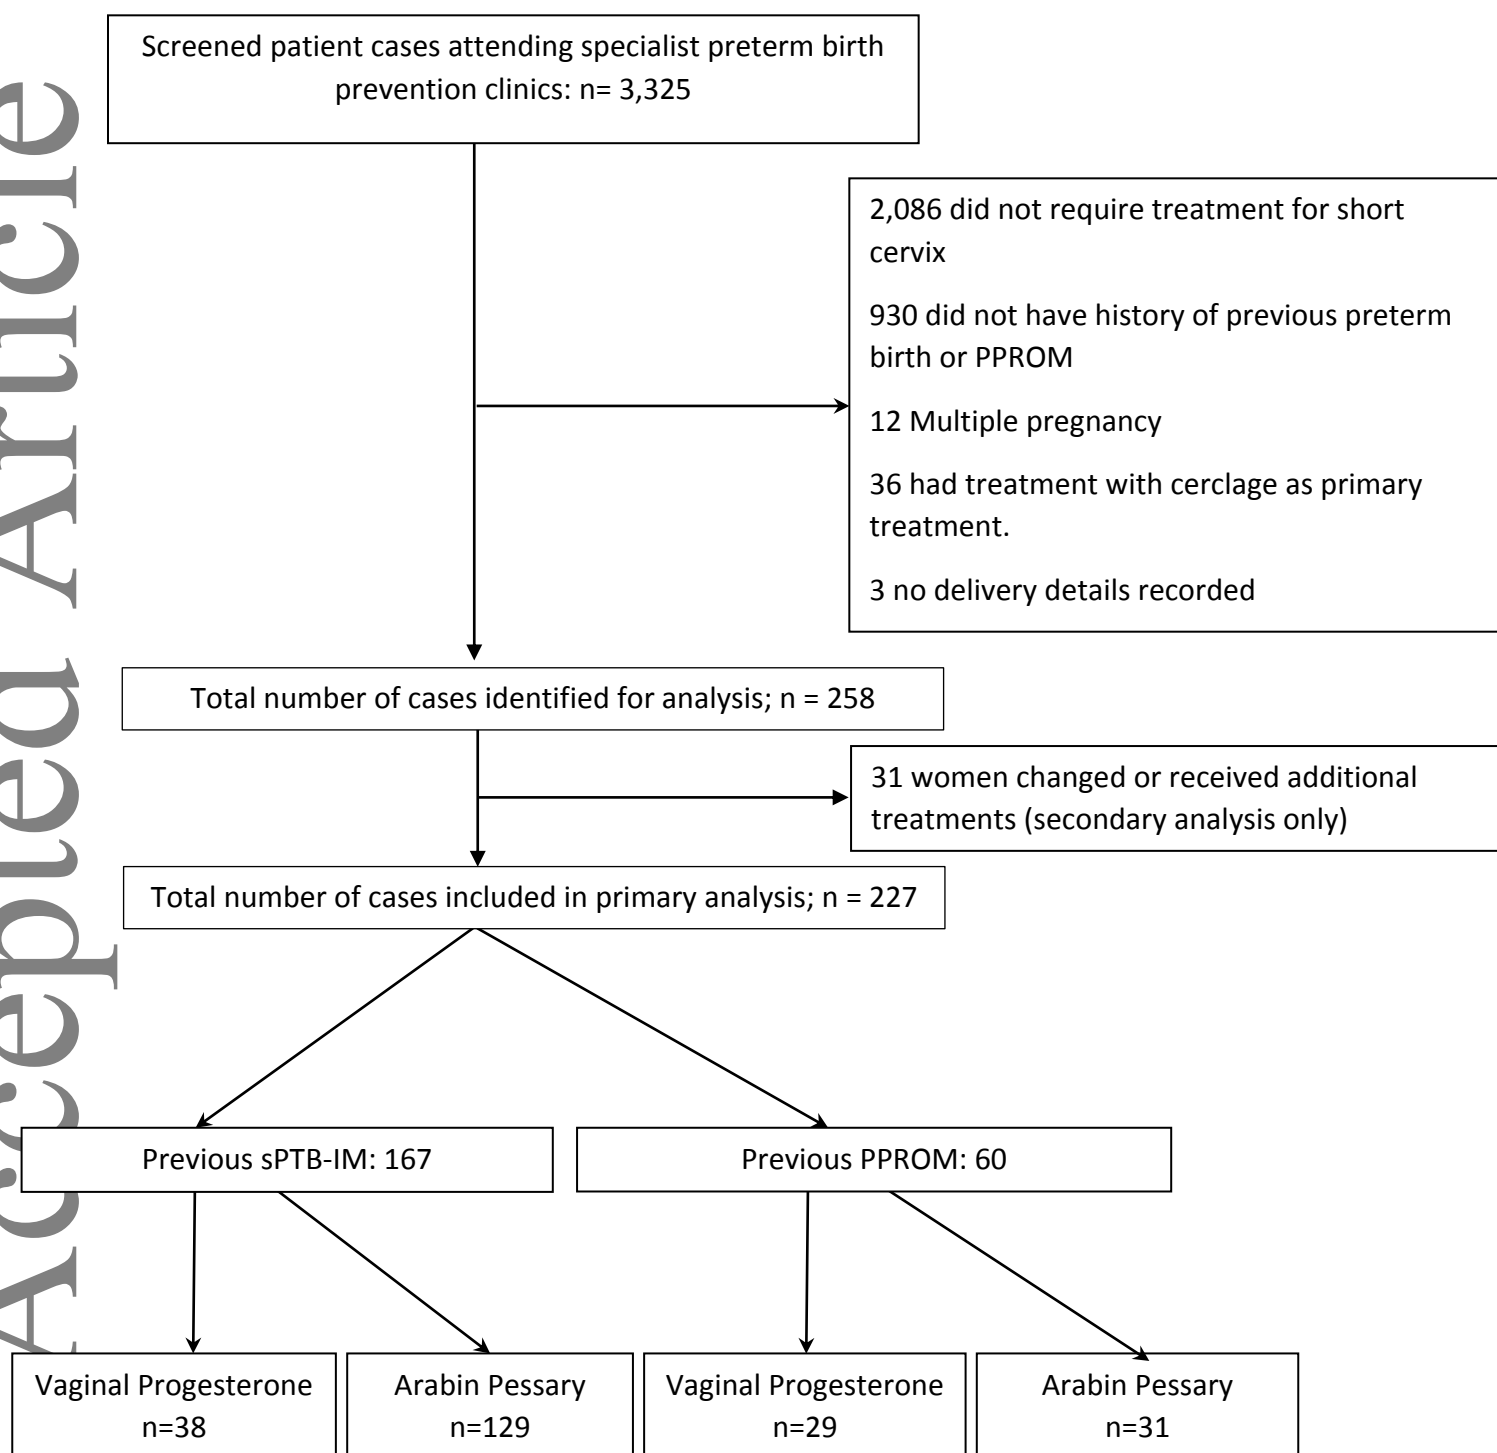 Screened patient cases attending specialist preterm birth
prevention clinics: n= 3,325
2,086 did not require treatment for short
cervix
930 did not have history of previous preterm
birth or PPROM
12 Multiple pregnancy
36 had treatment with cerclage as primary
treatment.
3 no delivery details recorded
Total number of cases identified for analysis; n = 258
31 women changed or received additional
treatments (secondary analysis only)
Total number of cases included in primary analysis; n = 227
Previous sPTB-IM: 167
Previous PPROM: 60
Vaginal Progesterone
n=38
Arabin Pessary
n=129
Vaginal Progesterone
n=29
Arabin Pessary
n=31
Accepted Article